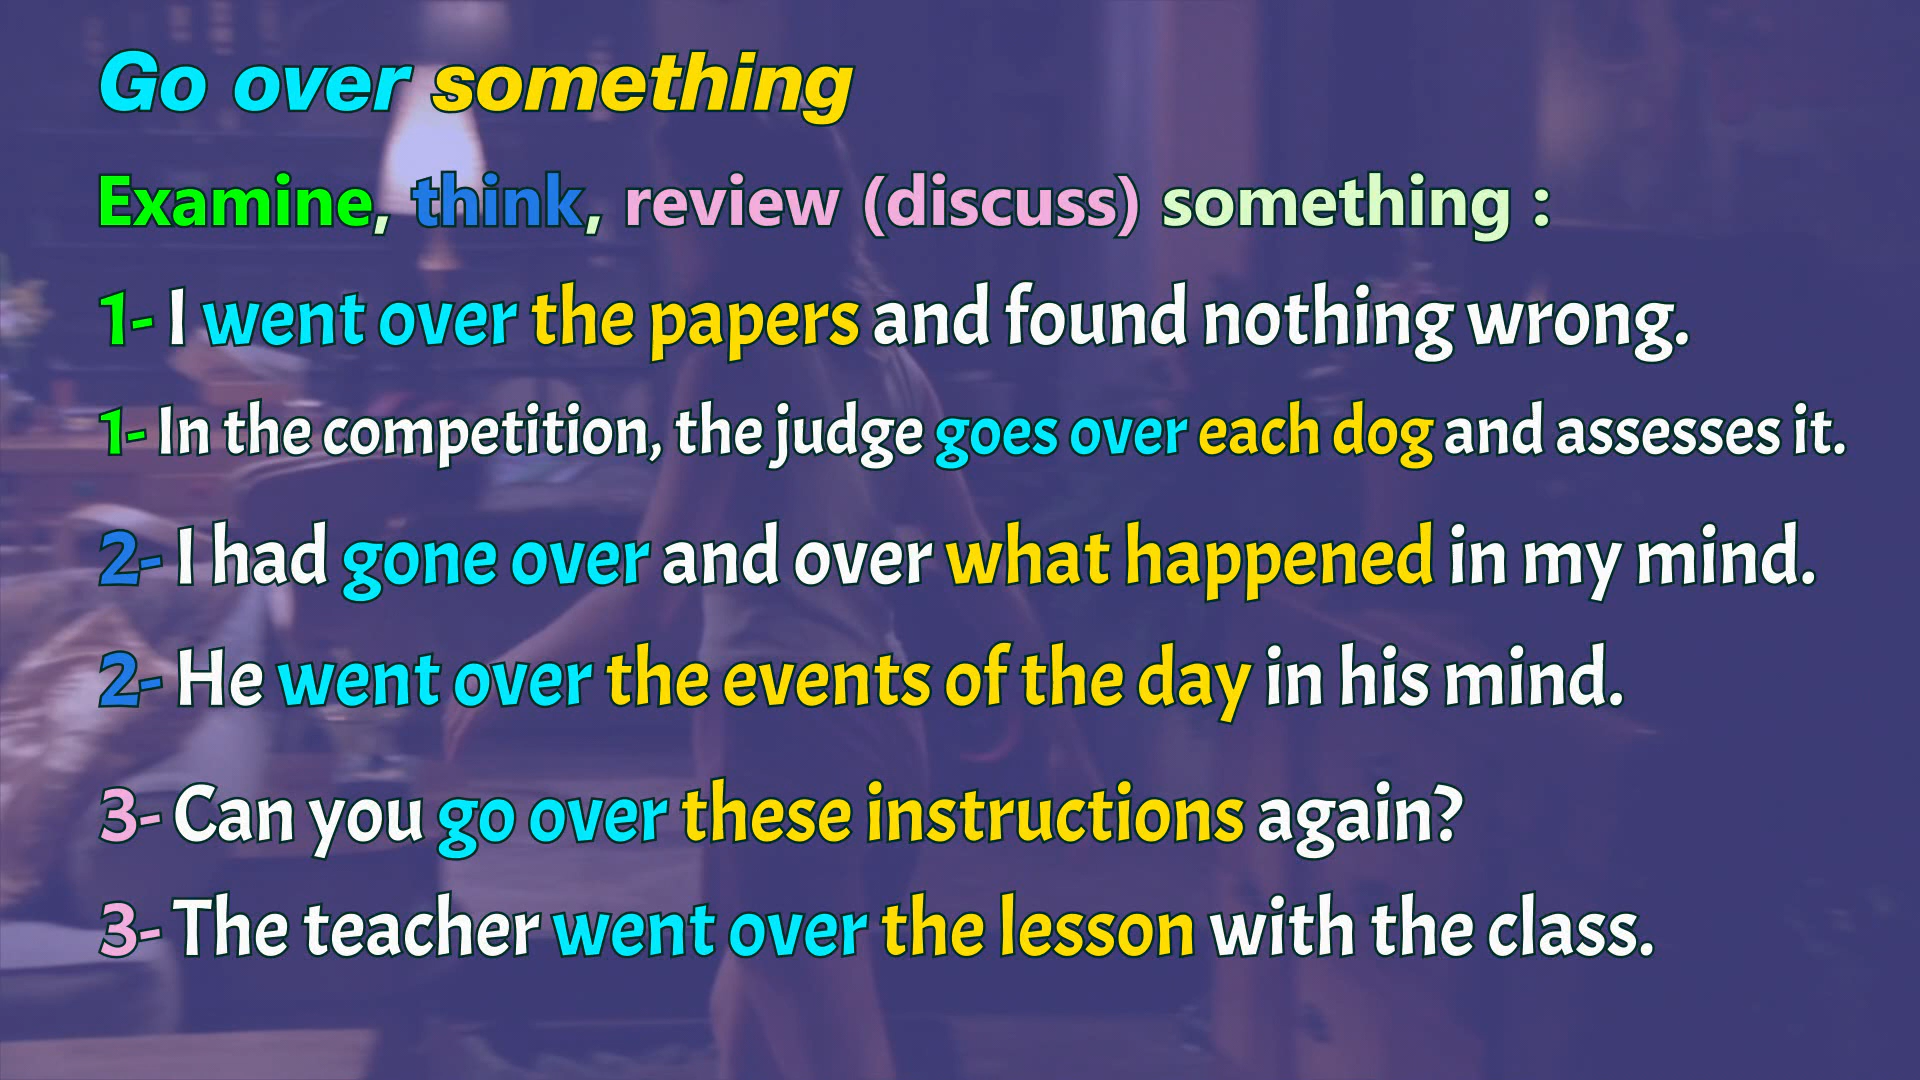 Go over something
Examine, think, review (discuss) something :
1- I went over the papers and found nothing wrong.
1- In the competition, the judge goes over each dog and assesses it.
2- I had gone over and over what happened in my mind.
2- He went over the events of the day in his mind.
3- Can you go over these instructions again?
3- The teacher went over the lesson with the class.